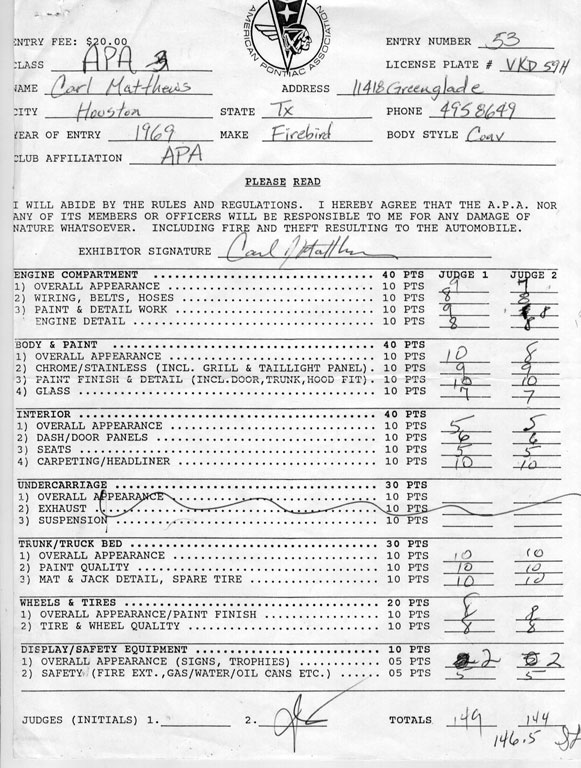 AMERICAN PONTIAC ASSOCIATION
ENTRY FEE: $20.00 ENTRY NUMBER 53
CLASS APA LICENSE PLATE # VKD 59H
NAME Carl Matthews ADDRESS 11418 Greenglade
CITY Houston STATE Tx PHONE 495 8649
YEAR OF ENTRY 1969 MAKE Firebird BODY STYLE Conv
CLUB AFFILIATION APA
PLEASE READ
I WILL ABIDE BY THE RULES AND REGULATIONS. I HEREBY AGREE THAT THE A.P.A. NOR
ANY OF ITS MEMBERS OR OFFICERS WILL BE RESPONSIBLE TO ME FOR ANY DAMAGE OF
NATURE WHATSOEVER. INCLUDING FIRE AND THEFT RESULTING TO THE AUTOMOBILE.
EXHIBITOR SIGNATURE Carl Matthews
ENGINE COMPARTMENT 40 PTS JUDGE 1 JUDGE 2
1) OVERALL APPEARANCE 10 PTS 9 9
2) WIRING, BELTS, HOSES 10 PTS 8 8
3) PAINT & DETAIL WORK 10 PTS 9 8
ENGINE DETAIL 10 PTS 8 8
BODY & PAINT 40 PTS
1) OVERALL APPEARANCE 10 PTS 10 8
2) CHROME/STAINLESS (INCL. GRILL & TAILLIGHT PANEL). 10 PTS 9 9
3) PAINT FINISH & DETAIL (INCL.DOOR,TRUNK,HOOD FIT). 10 PTS 10 10
4) GLASS 10 PTS 7 7
INTERIOR 40 PTS
1) OVERALL APPEARANCE 10 PTS 5 5
2) DASH/DOOR PANELS 10 PTS 6 6
3) SEATS 10 PTS 5 5
4) CARPETING/HEADLINER 10 PTS 10 10
UNDERCARRIAGE 30 PTS
1) OVERALL APPEARANCE 10 PTS
2) EXHAUST 10 PTS
3) SUSPENSION 10 PTS
TRUNK/TRUCK BED 30 PTS
1) OVERALL APPEARANCE 10 PTS 10 10
2) PAINT QUALITY 10 PTS 10 10
3) MAT & JACK DETAIL, SPARE TIRE 10 PTS 10 10
WHEELS & TIRES 20 PTS
1) OVERALL APPEARANCE/PAINT FINISH 10 PTS 8 8
2) TIRE & WHEEL QUALITY 10 PTS 8 8
DISPLAY/SAFETY EQUIPMENT 10 PTS
1) OVERALL APPEARANCE (SIGNS, TROPHIES) 05 PTS 2 2
2) SAFETY (FIRE EXT.,GAS/WATER/OIL CANS ETC.) 05 PTS 5 5
JUDGES (INITIALS) 1. 2. TOTALS 149 144
146.5